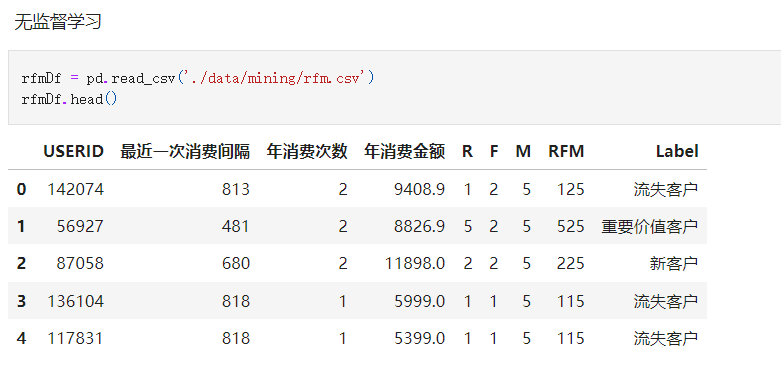 无监督学习
rfmDf = pd.read_csv('./data/mining/rfm.csv')
rfmDf.head()
USERID 最近一次消费间隔 年消费次数 年消费金额 R F M RFM Label
0 142074 813 2 9408.9 1 2 5 125 流失客户
1 56927 481 2 8826.9 5 2 5 525 重要价值客户
2 87058 680 2 11898.0 2 2 5 225 新客户
3 136104 818 1 5999.0 1 1 5 115 流失客户
4 117831 818 1 5399.0 1 1 5 115 流失客户